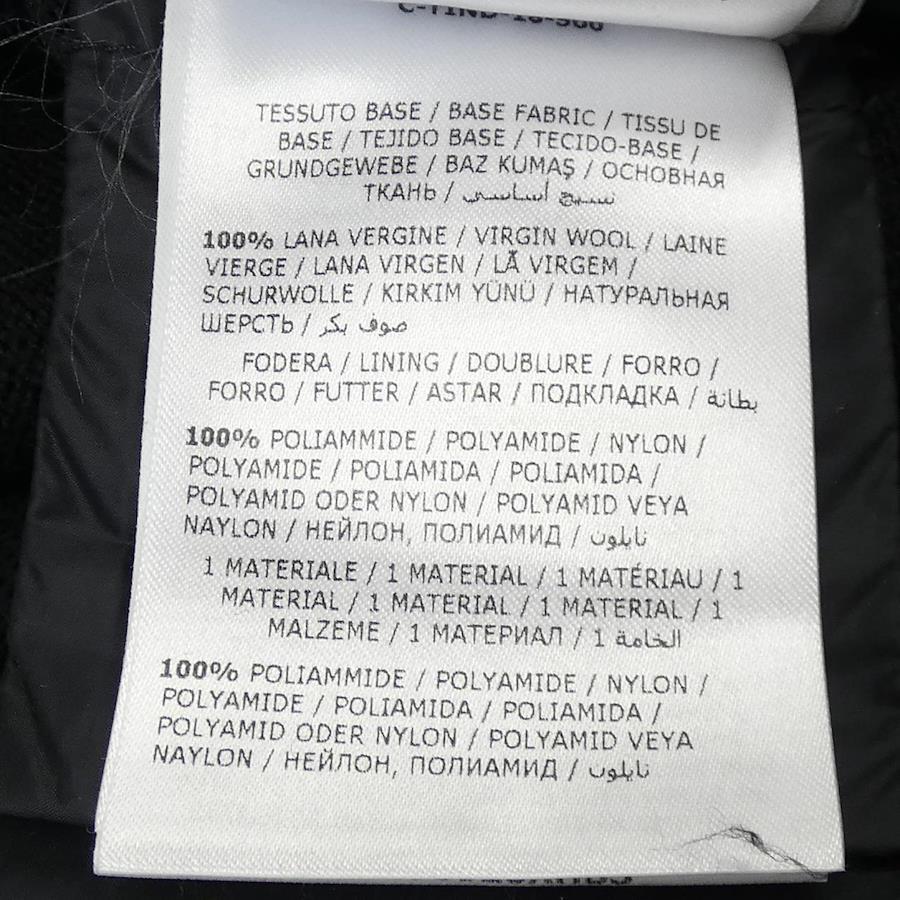 TESSUTO BASE / BASE FABRIC / TISSU DE
BASE / TEJIDO BASE / TECIDO-BASE /
GRUNDGEWEBE / BAZ KUMAŞ / ОСНОВНАЯ
ТКАНЬ / نسيج أساسي
100% LANA VERGINE / VIRGIN WOOL / LAINE
VIERGE / LANA VIRGEN / LÃ VIRGEM /
SCHURWOLLE / KIRKIM YÜNÜ / НАТУРАЛЬНАЯ
ШЕРСТЬ / صوف بكر
FODERA / LINING / DOUBLURE / FORRO /
FORRO / FUTTER / ASTAR / ПОДКЛАДКА / بطانة
100% POLIAMMIDE / POLYAMIDE / NYLON /
POLYAMIDE / POLIAMIDA / POLIAMIDA /
POLYAMID ODER NYLON / POLYAMID VEYA
NAYLON / НЕЙЛОН, ПОЛИАМИД / نايلون
1 MATERIALE / 1 MATERIAL / 1 MATÉRIAU / 1
MATERIAL / 1 MATERIAL / 1 MATERIAL / 1
MALZEME / 1 МАТЕРИАЛ / 1 الخامة
100% POLIAMMIDE / POLYAMIDE / NYLON /
POLYAMIDE / POLIAMIDA / POLIAMIDA /
POLYAMID ODER NYLON / POLYAMID VEYA
NAYLON / НЕЙЛОН, ПОЛИАМИД / نايلون